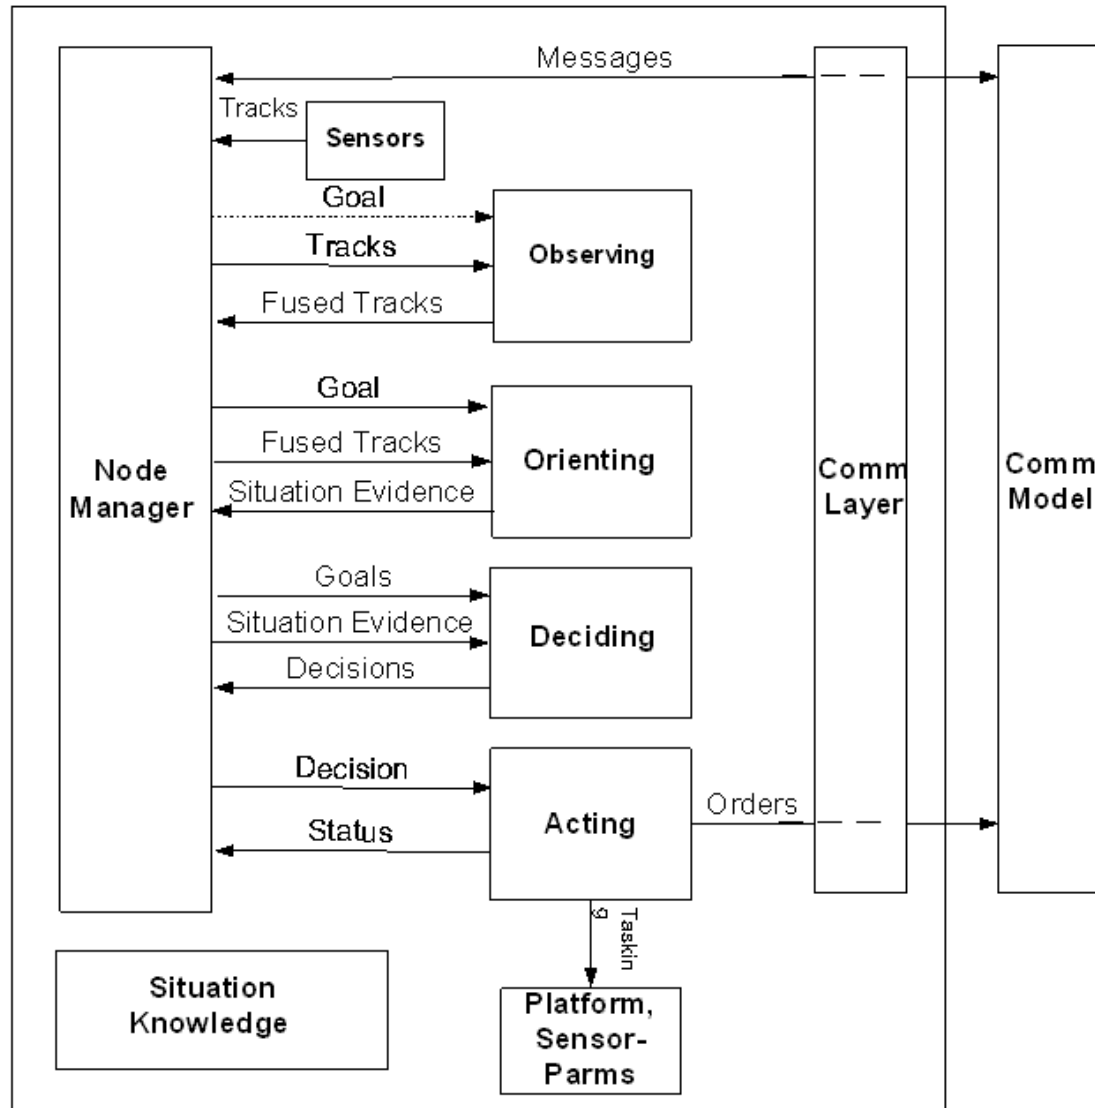 Messages
Tracks
Sensors
Goal
Tracks
Observing
Fused Tracks
Goal
Fused Tracks
Orienting
Situation Evidence
Node
Manager
Comm
Layer
Comm
Model
Goals
Situation Evidence
Deciding
Decisions
Decision
Acting
Orders
Status
Taskin
g
Situation
Knowledge
Platform,
Sensor-
Parms